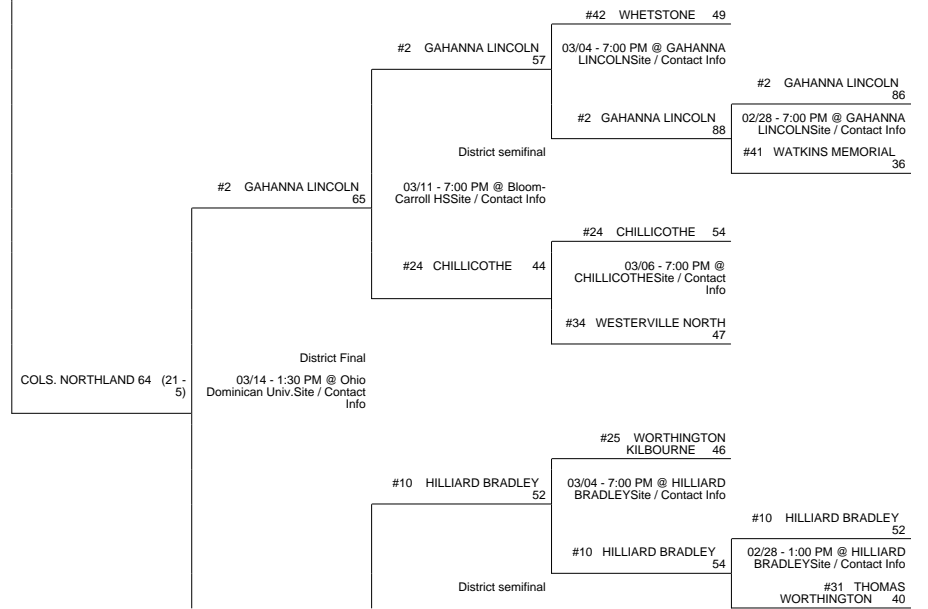 #42 WHETSTONE 49
#2 GAHANNA LINCOLN
57
03/04 - 7:00 PM @ GAHANNA
LINCOLNSite / Contact Info
#2 GAHANNA LINCOLN
86
#2 GAHANNA LINCOLN
88
02/28 - 7:00 PM @ GAHANNA
LINCOLNSite / Contact Info
#41 WATKINS MEMORIAL
36
District semifinal
#2 GAHANNA LINCOLN
65
03/11 - 7:00 PM @ Bloom-
Carroll HSSite / Contact Info
#24 CHILLICOTHE 54
#24 CHILLICOTHE 44
03/06 - 7:00 PM @
CHILLICOTHESite / Contact
Info
#34 WESTERVILLE NORTH
47
District Final
COLS. NORTHLAND 64 (21 -
5)
03/14 - 1:30 PM @ Ohio
Dominican Univ.Site / Contact
Info
#25 WORTHINGTON
KILBOURNE 46
#10 HILLIARD BRADLEY
52
03/04 - 7:00 PM @ HILLIARD
BRADLEYSite / Contact Info
#10 HILLIARD BRADLEY
52
#10 HILLIARD BRADLEY
54
02/28 - 1:00 PM @ HILLIARD
BRADLEYSite / Contact Info
District semifinal
#31 THOMAS
WORTHINGTON 40